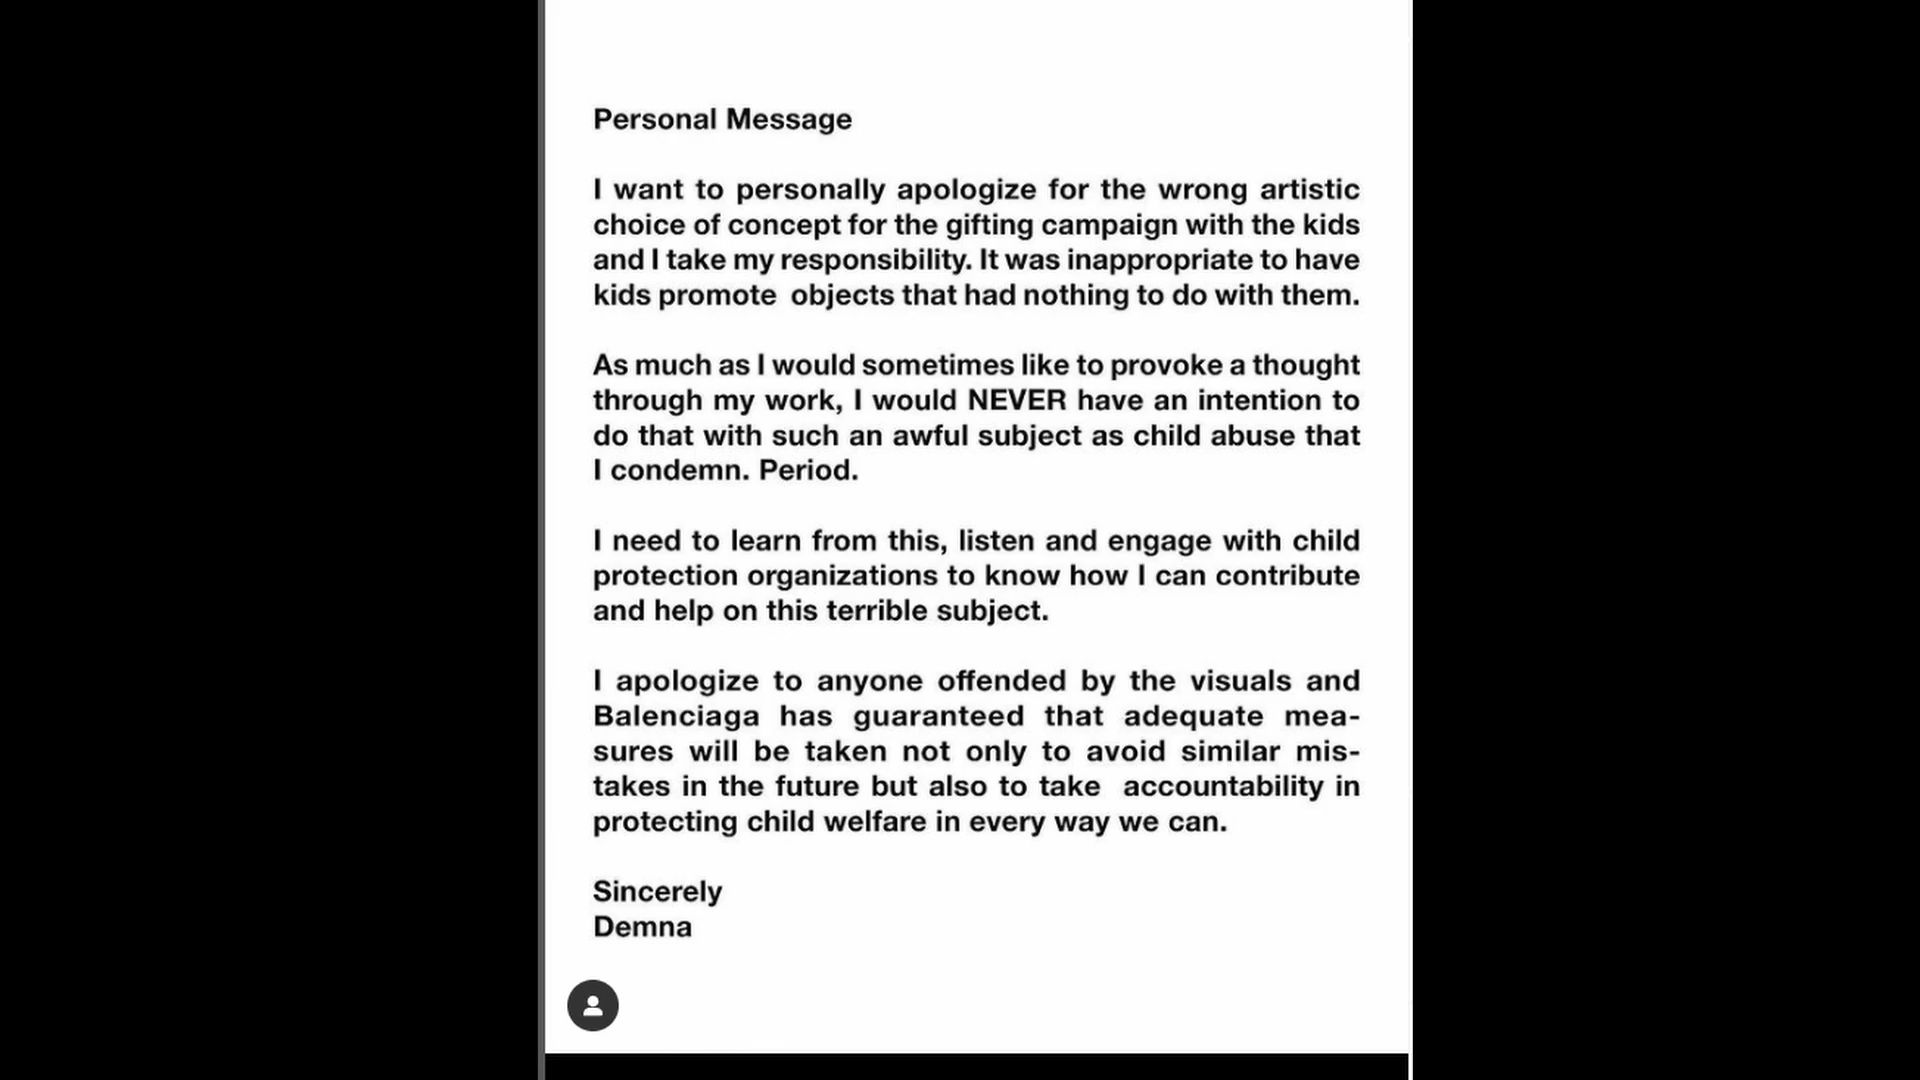 Personal Message
I want to personally apologize for the wrong artistic
choice of concept for the gifting campaign with the kids
and I take my responsibility. It was inappropriate to have
kids promote objects that had nothing to do with them.
As much as I would sometimes like to provoke a thought
through my work, I would NEVER have an intention to
do that with such an awful subject as child abuse that
I condemn. Period.
I need to learn from this, listen and engage with child
protection organizations to know how I can contribute
and help on this terrible subject.
I apologize to anyone offended by the visuals and
Balenciaga has guaranteed that adequate mea-
sures will be taken not only to avoid similar mis-
takes in the future but also to take accountability in
protecting child welfare in every way we can.
Sincerely
Demna